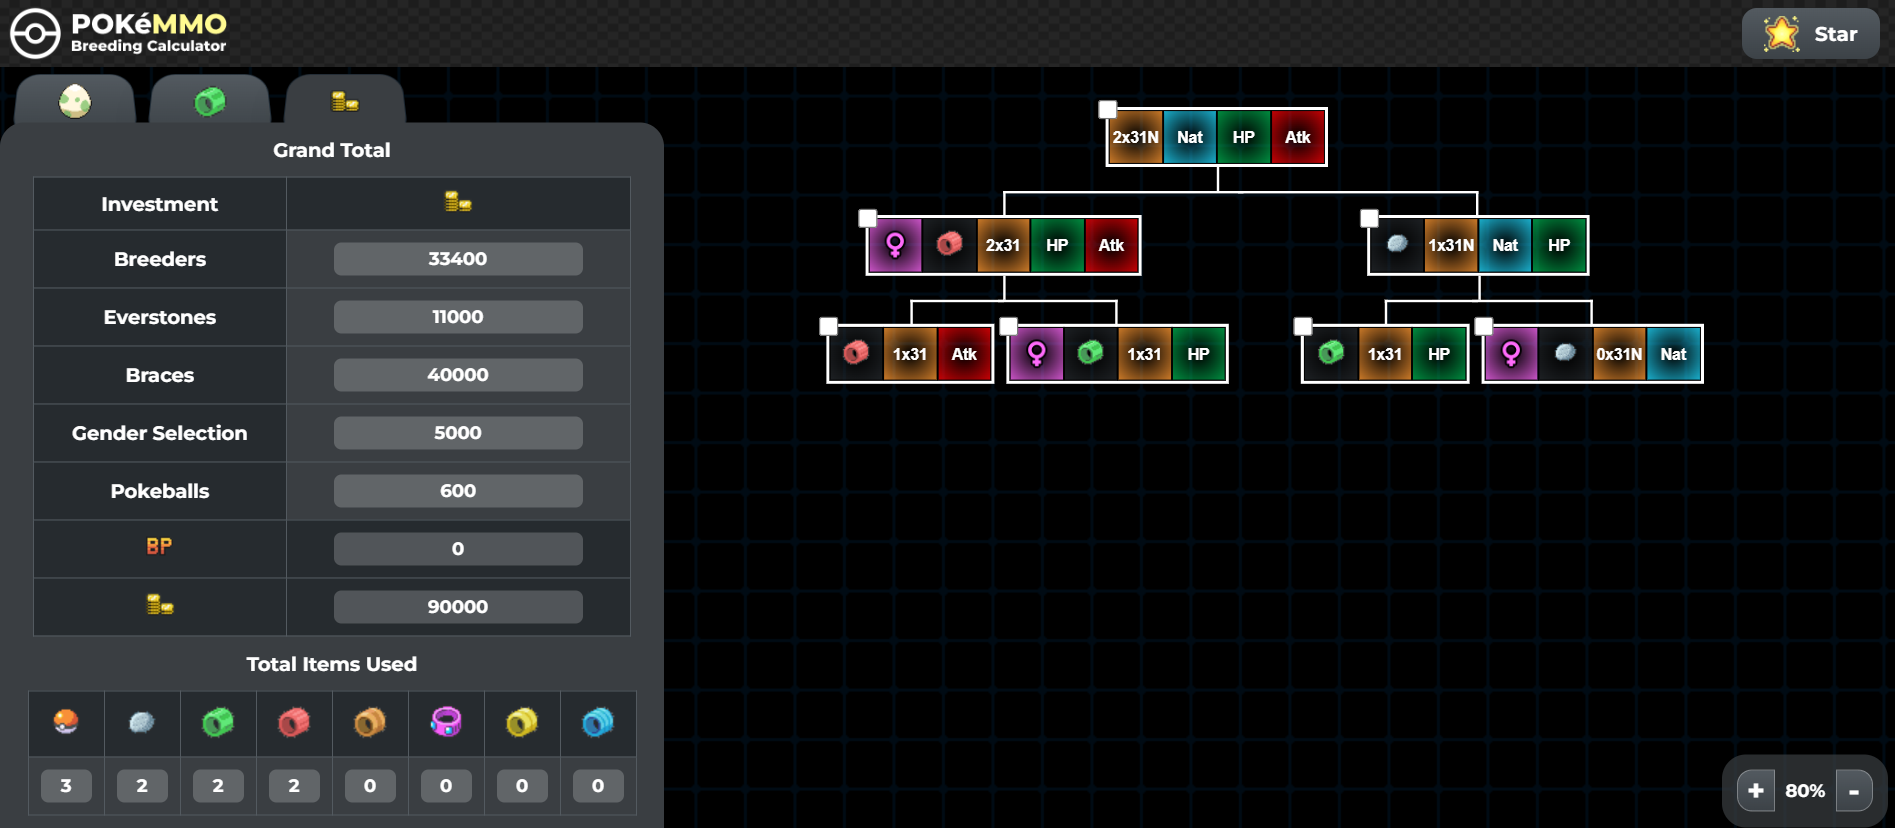 POKéMMO
Breeding Calculator
Star
Grand Total
Investment
Breeders 33400
Everstones 11000
Braces 40000
Gender Selection 5000
Pokeballs 600
BP 0
90000
Total Items Used
3 2 2 2 0 0 0 0
2x31N Nat HP Atk
2x31 HP Atk
1x31N Nat HP
1x31 Atk
1x31 HP
1x31 HP
0x31N Nat
+ 80% -